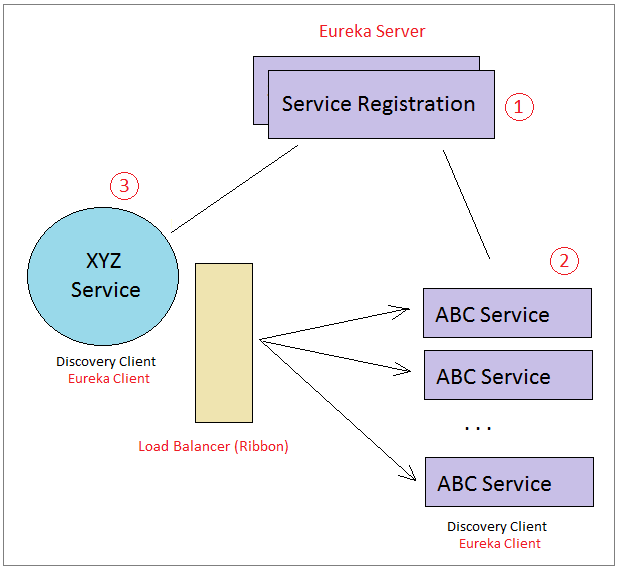 Eureka Server
Service Registration
1
3
XYZ
Service
2
ABC Service
ABC Service
. . .
ABC Service
Discovery Client
Eureka Client
Load Balancer (Ribbon)
Discovery Client
Eureka Client